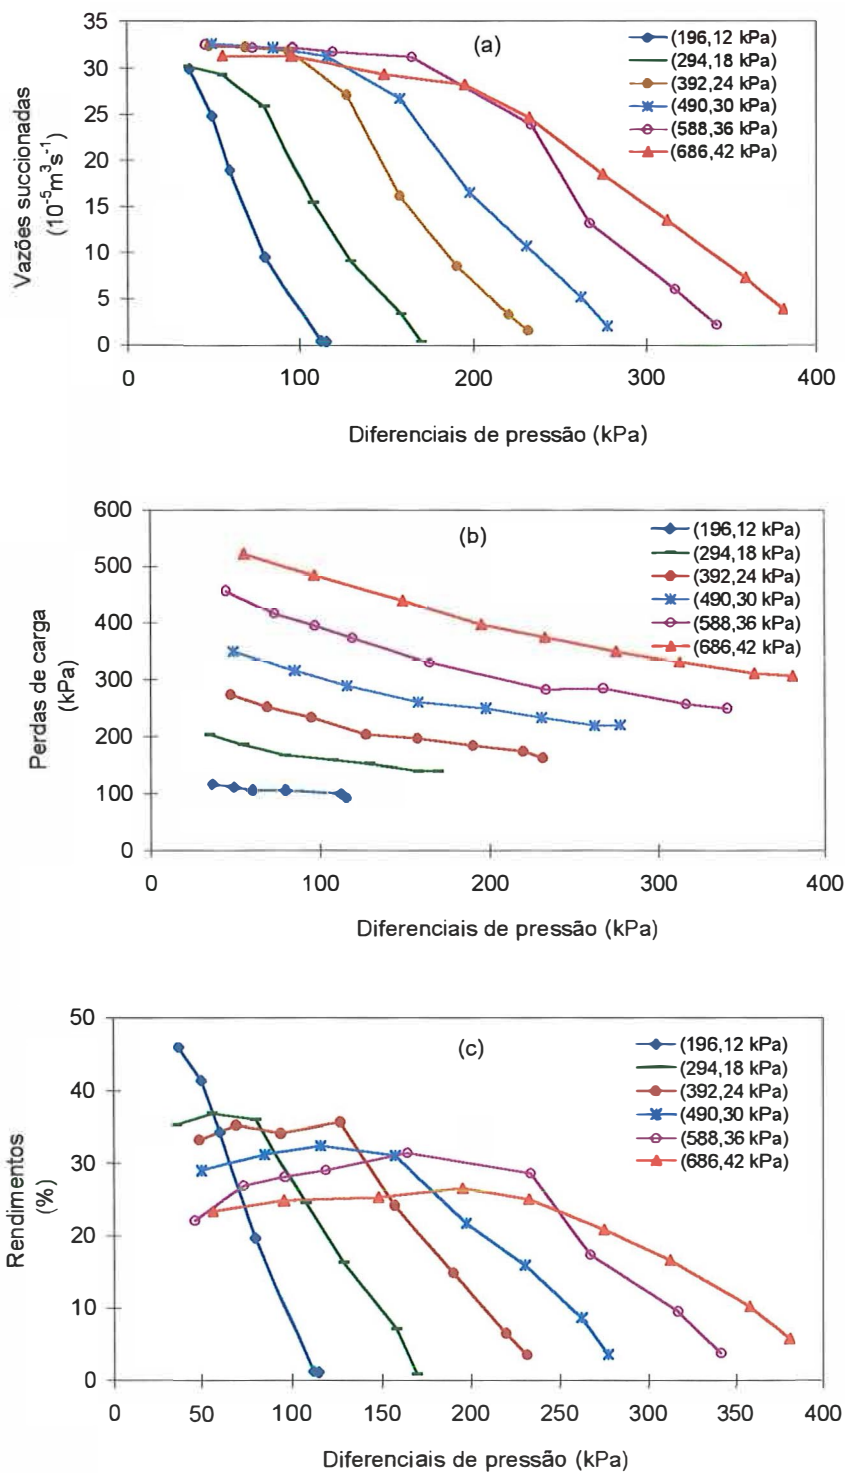 35
30
25
20
15
10
5
0
Vazões succionadas
(10⁻⁵m³s⁻¹)
(a)
(196,12 kPa)
(294,18 kPa)
(392,24 kPa)
(490,30 kPa)
(588,36 kPa)
(686,42 kPa)
0 100 200 300 400
Diferenciais de pressão (kPa)
600
500
400
300
200
100
0
Perdas de carga
(kPa)
(b)
(196,12 kPa)
(294,18 kPa)
(392,24 kPa)
(490,30 kPa)
(588,36 kPa)
(686,42 kPa)
0 100 200 300 400
Diferenciais de pressão (kPa)
50
40
30
20
10
0
Rendimentos
(%)
(c)
(196,12 kPa)
(294,18 kPa)
(392,24 kPa)
(490,30 kPa)
(588,36 kPa)
(686,42 kPa)
0 50 100 150 200 250 300 350 400
Diferenciais de pressão (kPa)